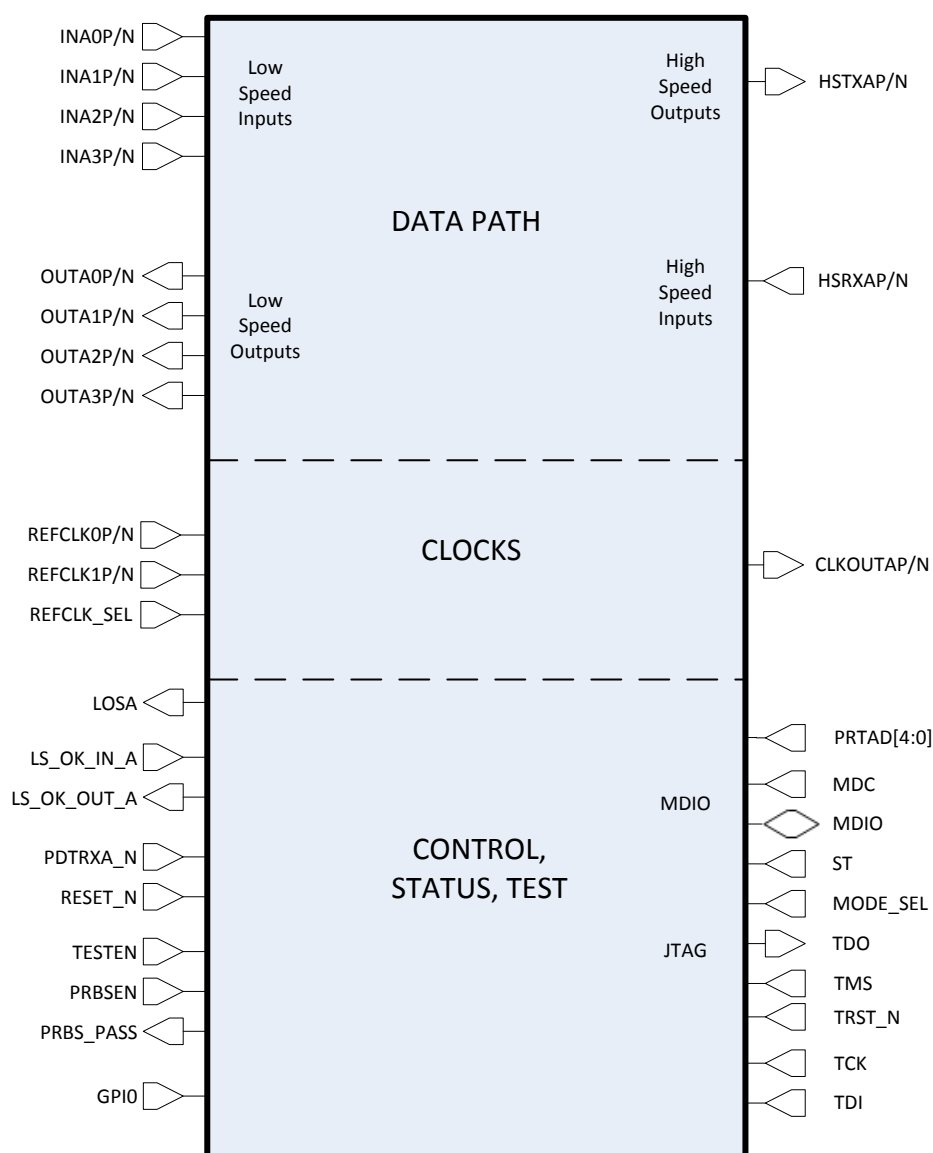 INA0P/N
INA1P/N
INA2P/N
INA3P/N
Low
Speed
Inputs
High
Speed
Outputs
HSTXAP/N
DATA PATH
OUTA0P/N
OUTA1P/N
OUTA2P/N
OUTA3P/N
Low
Speed
Outputs
High
Speed
Inputs
HSRXAP/N
REFCLK0P/N
REFCLK1P/N
REFCLK_SEL
CLOCKS
CLKOUTAP/N
LOSA
LS_OK_IN_A
LS_OK_OUT_A
PDTRXA_N
RESET_N
TESTEN
PRBSEN
PRBS_PASS
GPI0
CONTROL,
STATUS, TEST
MDIO
JTAG
PRTAD[4:0]
MDC
MDIO
ST
MODE_SEL
TDO
TMS
TRST_N
TCK
TDI